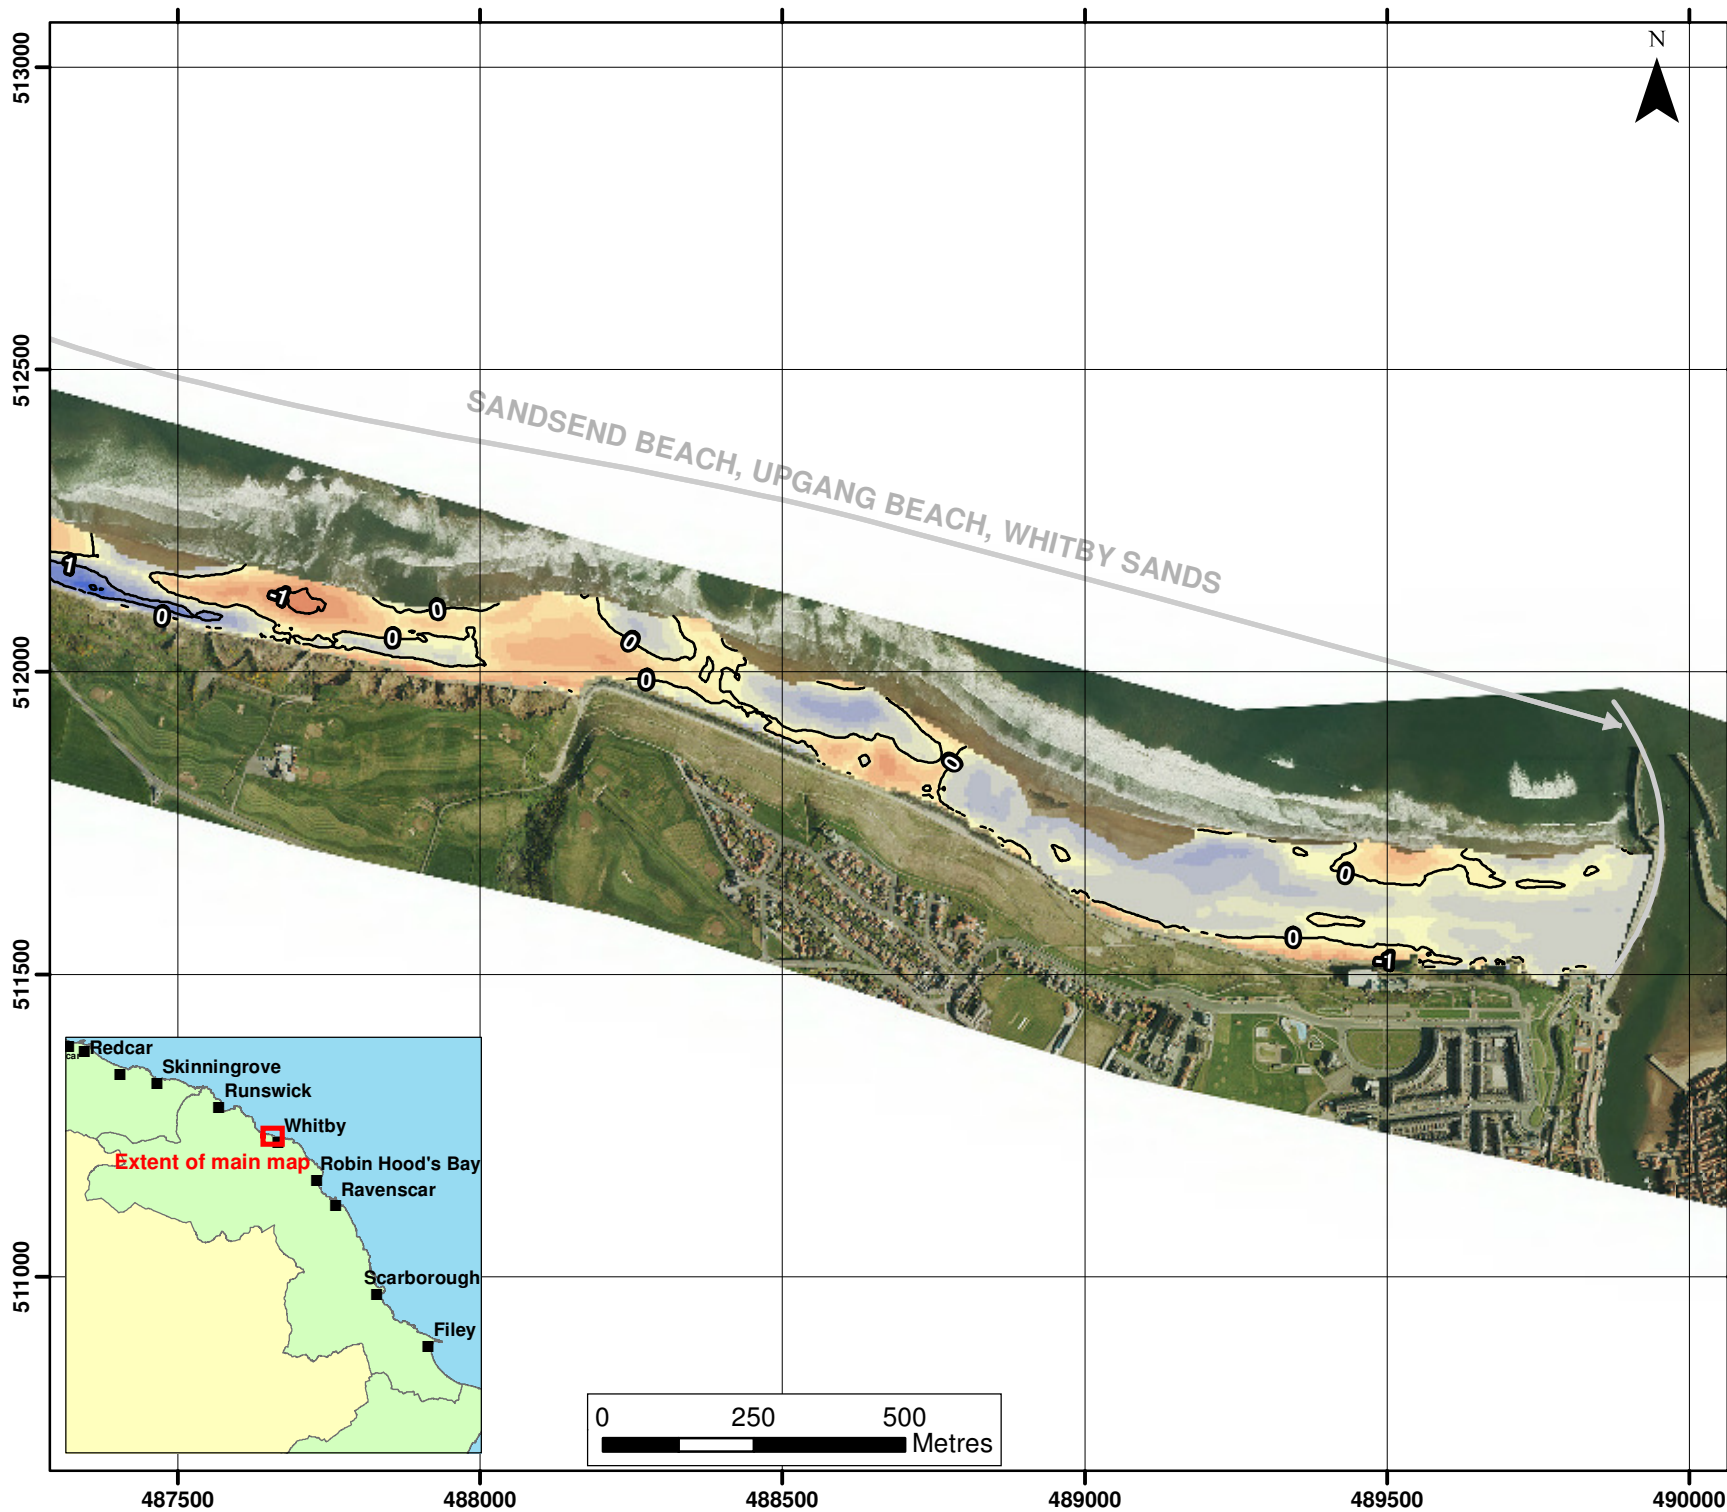 N
513000
512500
512000
511500
511000
SANDSEND BEACH, UPGANG BEACH, WHITBY SANDS
1
0
-1
0
0
0
0
0
0
0
-1
car
Redcar
Skinningrove
Runswick
Whitby
Extent of main map
Robin Hood's Bay
Ravenscar
Scarborough
Filey
0 250 500
Metres
487500 488000 488500 489000 489500 490000